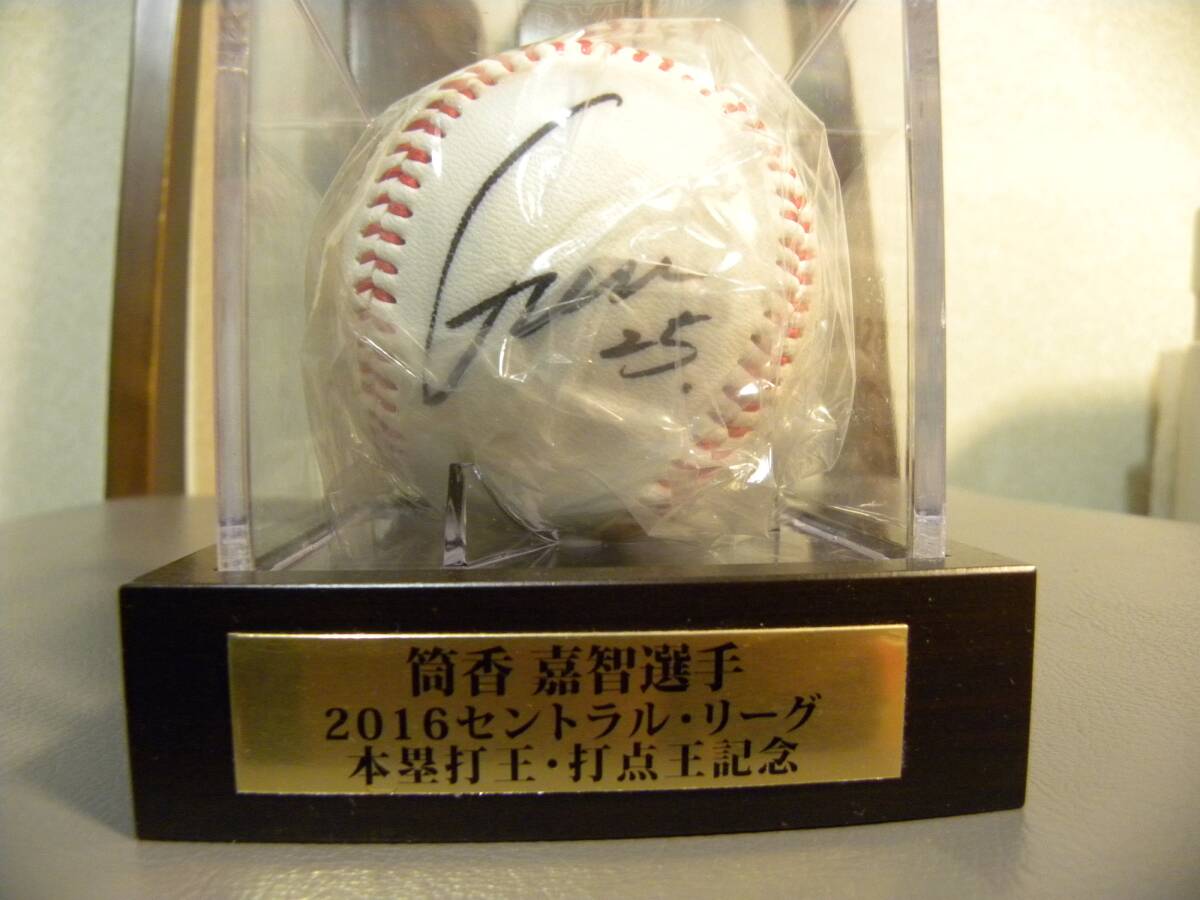 25
筒香 嘉智選手
2016セントラル・リーグ
本塁打王・打点王記念